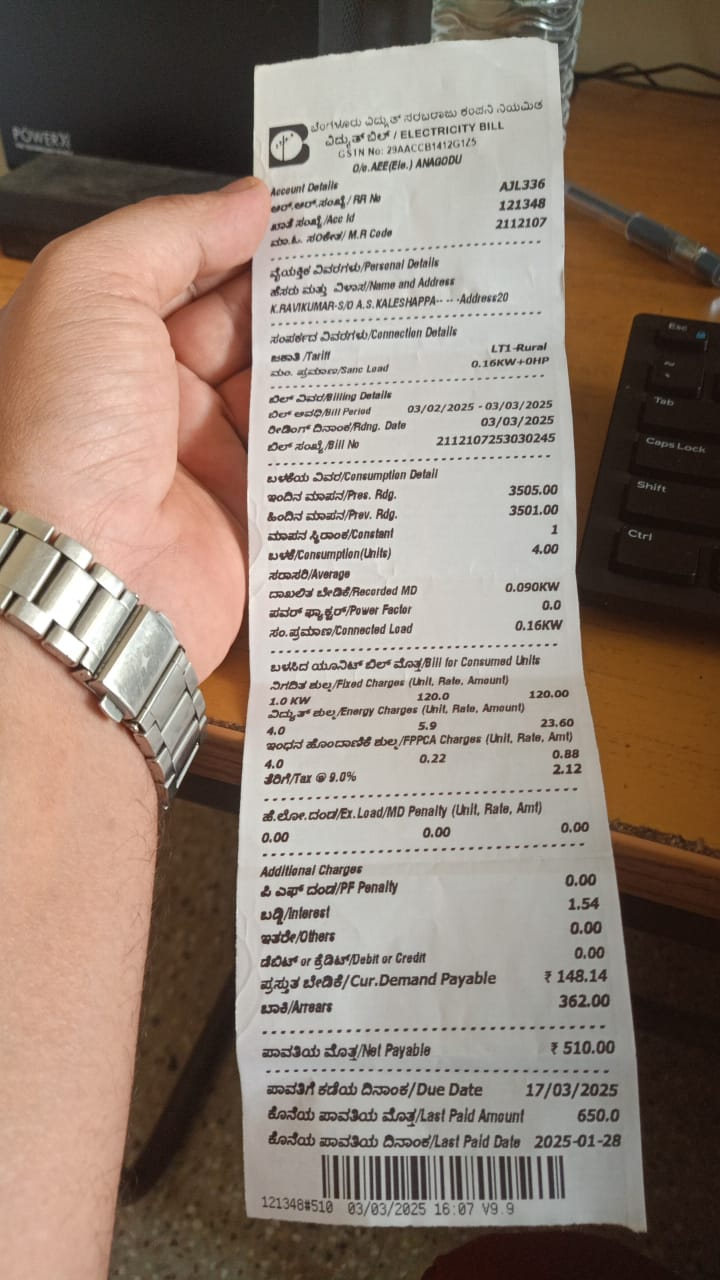 POWERX
ಬೆಂಗಳೂರು ವಿದ್ಯುತ್ ಸರಬರಾಜು ಕಂಪನಿ ನಿಯಮಿತ
ವಿದ್ಯುತ್ ಬಿಲ್ / ELECTRICITY BILL
GSTN No: 29AACCB1412G1Z5
O/o.AEE(Ele.) ANAGODU
Account Details
ಆರ್.ಆರ್.ಸಂಖ್ಯೆ/ RR No AJL336
ಖಾತೆ ಸಂಖ್ಯೆ/Acc Id 121348
ಮಾ.ಓ. ಸಂಕೇತ/ M.R Code 2112107
ವೈಯಕ್ತಿಕ ವಿವರಗಳು/Personal Details
ಹೆಸರು ಮತ್ತು ವಿಳಾಸ/Name and Address
K.RAVIKUMAR-S/O A.S.KALESHAPPA-- -- -Address20
ಸಂಪರ್ಕದ ವಿವರಗಳು/Connection Details
ಜಕಾತಿ /Tariff LT1-Rural
ಮಂ. ಪ್ರಮಾಣ/Sanc Load 0.16KW+0HP
ಬಿಲ್ ವಿವರ/Billing Details
ಬಿಲ್ ಅವಧಿ/Bill Period 03/02/2025 - 03/03/2025
ರೀಡಿಂಗ್ ದಿನಾಂಕ/Rdng. Date 03/03/2025
ಬಿಲ್ ಸಂಖ್ಯೆ/Bill No 2112107253030245
ಬಳಕೆಯ ವಿವರ/Consumption Detail
ಇಂದಿನ ಮಾಪನ/Pres. Rdg. 3505.00
ಹಿಂದಿನ ಮಾಪನ/Prev. Rdg. 3501.00
ಮಾಪನ ಸ್ಥಿರಾಂಕ/Constant 1
ಬಳಕೆ/Consumption(Units) 4.00
ಸರಾಸರಿ/Average
ದಾಖಲಿತ ಬೇಡಿಕೆ/Recorded MD 0.090KW
ಪವರ್ ಫ್ಯಾಕ್ಟರ್/Power Factor 0.0
ಸಂ.ಪ್ರಮಾಣ/Connected Load 0.16KW
ಬಳಸಿದ ಯೂನಿಟ್ ಬಿಲ್ ಮೊತ್ತ/Bill for Consumed Units
ನಿಗದಿತ ಶುಲ್ಕ/Fixed Charges (Unit, Rate, Amount)
1.0 KW 120.0 120.00
ವಿದ್ಯುತ್ ಶುಲ್ಕ/Energy Charges (Unit, Rate, Amount)
4.0 5.9 23.60
ಇಂಧನ ಹೊಂದಾಣಿಕೆ ಶುಲ್ಕ/FPPCA Charges (Unit, Rate, Amt)
4.0 0.22 0.88
ತೆರಿಗೆ/Tax @ 9.0% 2.12
ಹೆ.ಲೋ.ದಂಡ/Ex.Load/MD Penalty (Unit, Rate, Amt)
0.00 0.00 0.00
Additional Charges
ಪಿ ಎಫ್ ದಂಡ/PF Penalty 0.00
ಬಡ್ಡಿ/Interest 1.54
ಇತರೇ/Others 0.00
ಡೆಬಿಟ್ or ಕ್ರೆಡಿಟ್/Debit or Credit 0.00
ಪ್ರಸ್ತುತ ಬೇಡಿಕೆ/Cur.Demand Payable ₹ 148.14
ಬಾಕಿ/Arrears 362.00
ಪಾವತಿಯ ಮೊತ್ತ/Net Payable ₹ 510.00
ಪಾವತಿಗೆ ಕಡೆಯ ದಿನಾಂಕ/Due Date 17/03/2025
ಕೊನೆಯ ಪಾವತಿಯ ಮೊತ್ತ/Last Paid Amount 650.0
ಕೊನೆಯ ಪಾವತಿಯ ದಿನಾಂಕ/Last Paid Date 2025-01-28
121348#510 03/03/2025 16:07 V9.9
Esc
~
Tab
Caps Lock
Shift
Ctrl